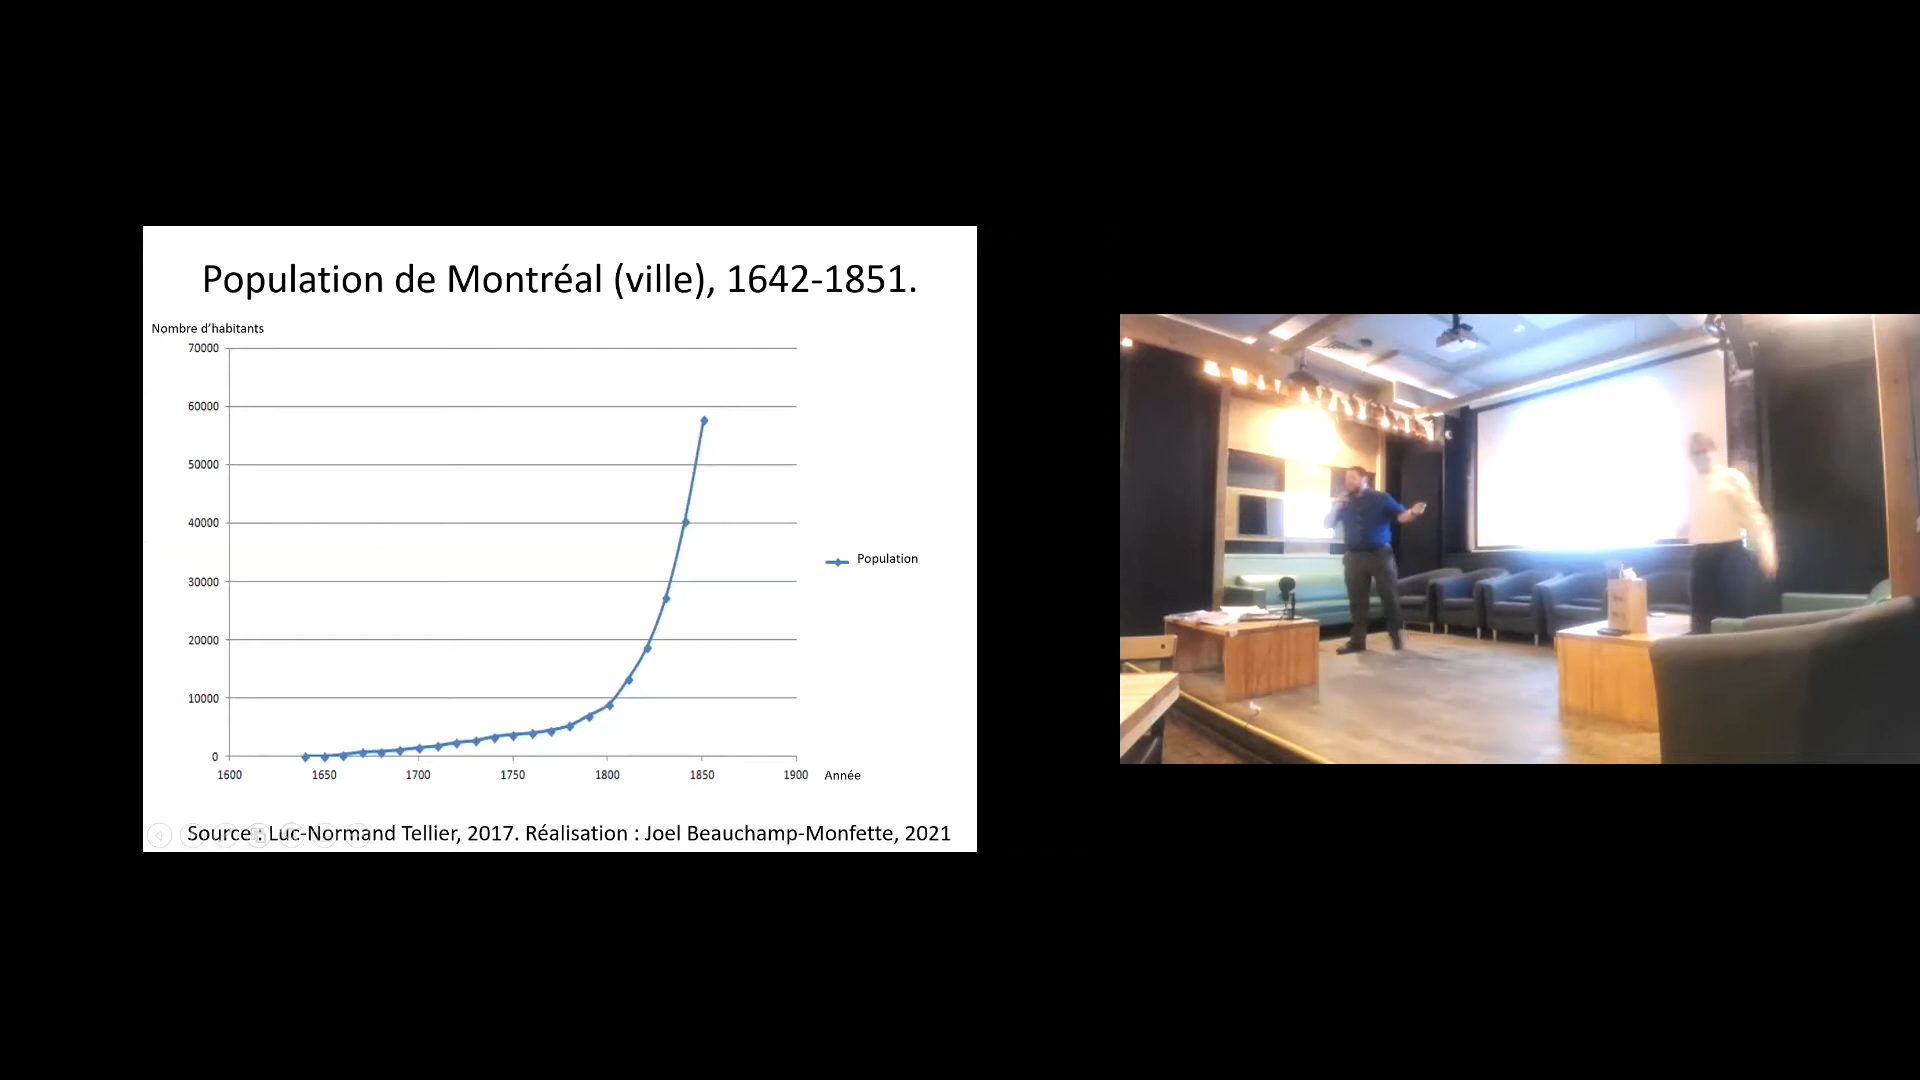 Population de Montréal (ville), 1642-1851.
Nombre d’habitants
70000
60000
50000
40000
30000
20000
10000
0
1600 1650 1700 1750 1800 1850 1900 Année
Population
Source : Luc-Normand Tellier, 2017. Réalisation : Joel Beauchamp-Monfette, 2021